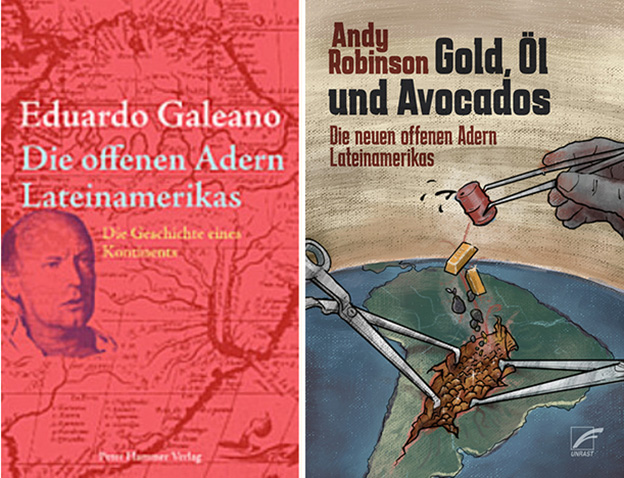 Eduardo Galeano
Die offenen Adern
Lateinamerikas
Die Geschichte eines
Kontinents
Peter Hammer Verlag
Andy
Robinson
Gold, Öl
und Avocados
Die neuen offenen Adern
Lateinamerikas
UNRAST